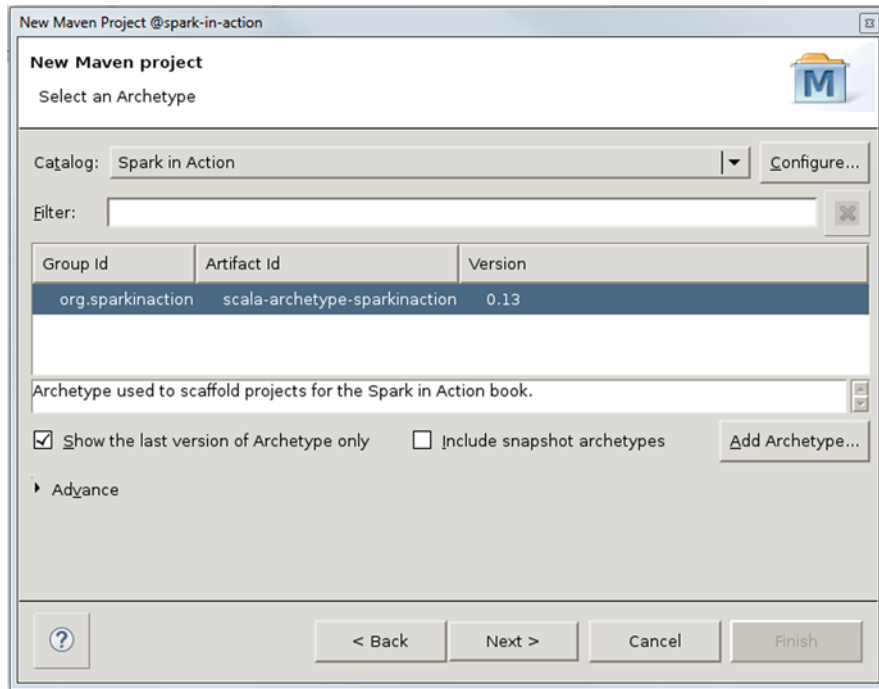 New Maven Project @spark-in-action
New Maven project
Select an Archetype
M
Catalog: Spark in Action Configure...
Filter:
Group Id Artifact Id Version
org.sparkinaction scala-archetype-sparkinaction 0.13
Archetype used to scaffold projects for the Spark in Action book.
Show the last version of Archetype only Include snapshot archetypes Add Archetype...
Advance
? < Back Next > Cancel Finish